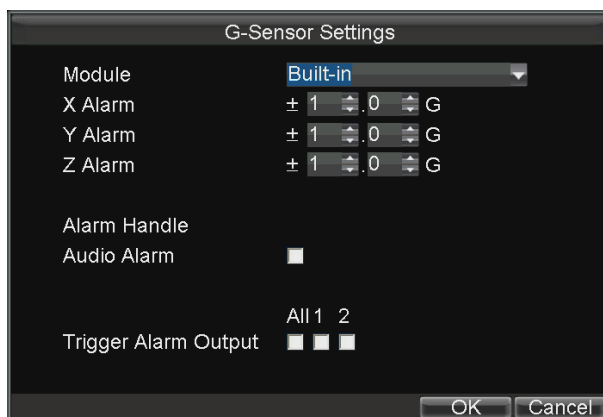 G-Sensor Settings
Module Built-in
X Alarm ± 1 . 0 G
Y Alarm ± 1 . 0 G
Z Alarm ± 1 . 0 G
Alarm Handle
Audio Alarm
All 1 2
Trigger Alarm Output
OK Cancel